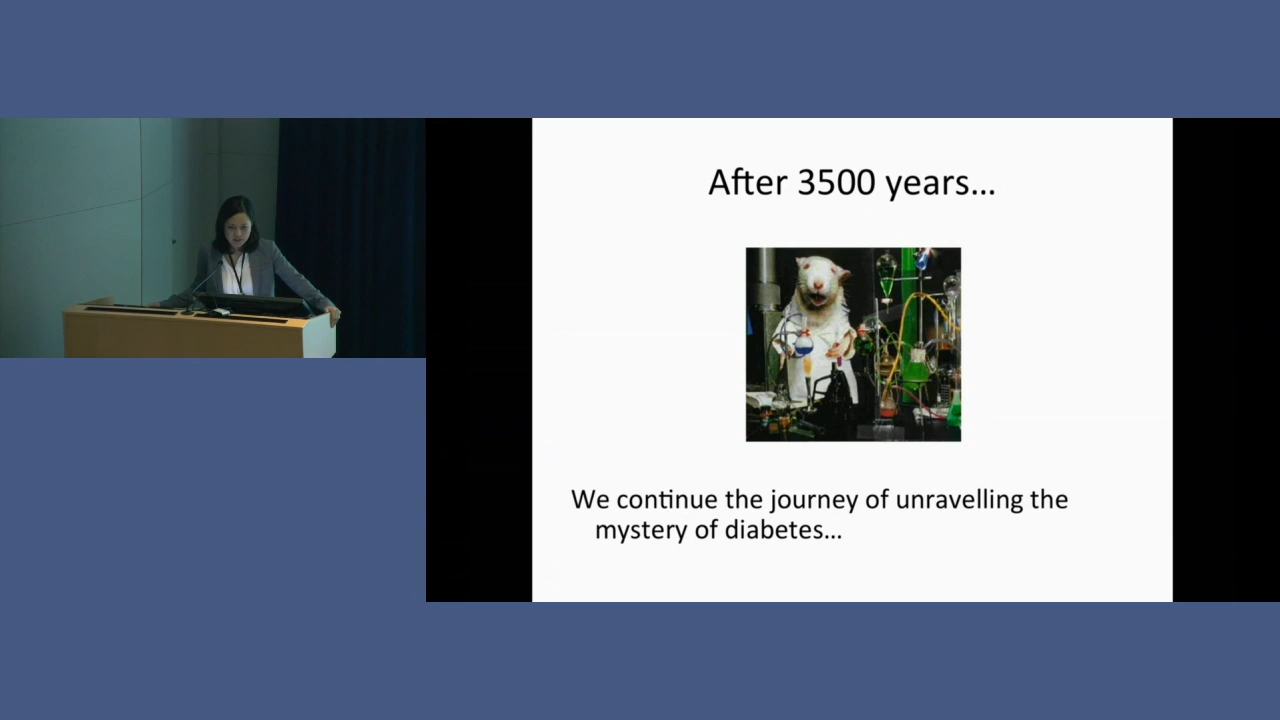 After 3500 years…
We continue the journey of unravelling the
mystery of diabetes…